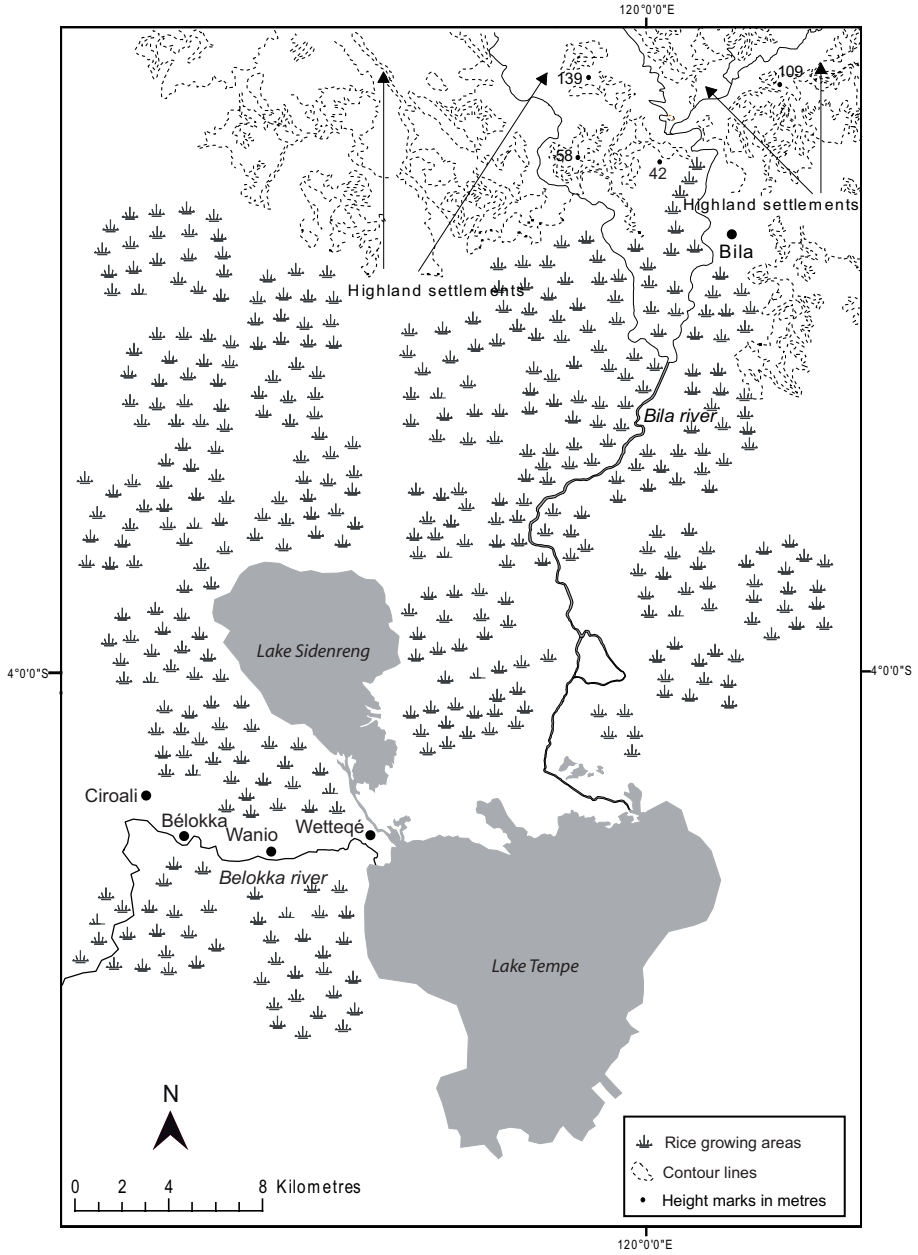 120°0'0"E
139
109
58
42
Highland settlements
Bila
Highland settlements
Bila river
Lake Sidenreng
4°0'0"S
4°0'0"S
Ciroali
Bélokka
Wanio
Wetteqé
Belokka river
Lake Tempe
N
0 2 4 8 Kilometres
Rice growing areas
Contour lines
Height marks in metres
120°0'0"E